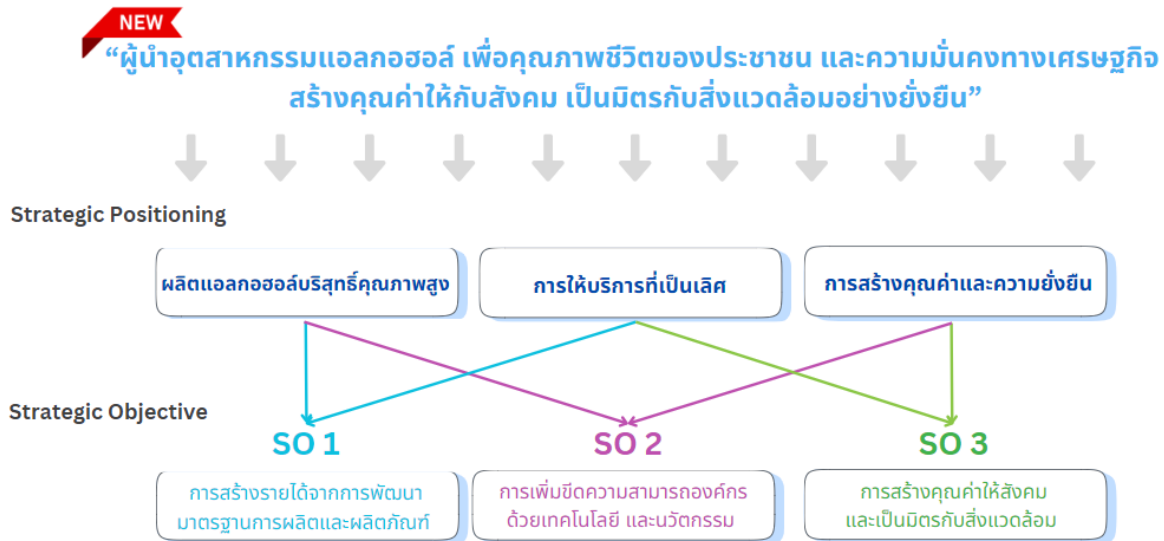 NEW
“ผู้นำอุตสาหกรรมแอลกอฮอล์ เพื่อคุณภาพชีวิตของประชาชน และความมั่นคงทางเศรษฐกิจ
สร้างคุณค่าให้กับสังคม เป็นมิตรกับสิ่งแวดล้อมอย่างยั่งยืน”
Strategic Positioning
ผลิตแอลกอฮอล์บริสุทธิ์คุณภาพสูง
การให้บริการที่เป็นเลิศ
การสร้างคุณค่าและความยั่งยืน
Strategic Objective
SO 1
SO 2
SO 3
การสร้างรายได้จากการพัฒนา
มาตรฐานการผลิตและผลิตภัณฑ์
การเพิ่มขีดความสามารถองค์กร
ด้วยเทคโนโลยี และนวัตกรรม
การสร้างคุณค่าให้สังคม
และเป็นมิตรกับสิ่งแวดล้อม